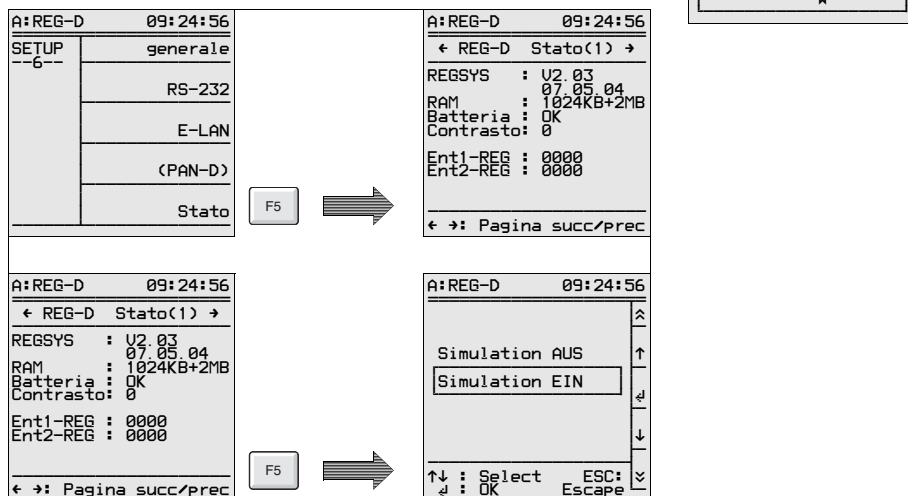 A:REG-D 09:24:56
SETUP
--6--
generale
RS-232
E-LAN
(PAN-D)
Stato
F5
A:REG-D 09:24:56
← REG-D Stato(1) →
REGSYS : V2.03
07.05.04
RAM : 1024KB+2MB
Batteria : OK
Contrasto: 0
Ent1-REG : 0000
Ent2-REG : 0000
← →: Pagina succ/prec
A:REG-D 09:24:56
← REG-D Stato(1) →
REGSYS : V2.03
07.05.04
RAM : 1024KB+2MB
Batteria : OK
Contrasto: 0
Ent1-REG : 0000
Ent2-REG : 0000
← →: Pagina succ/prec
F5
A:REG-D 09:24:56
Simulation AUS
Simulation EIN
↑↓ : Select ESC:
↲ : OK Escape